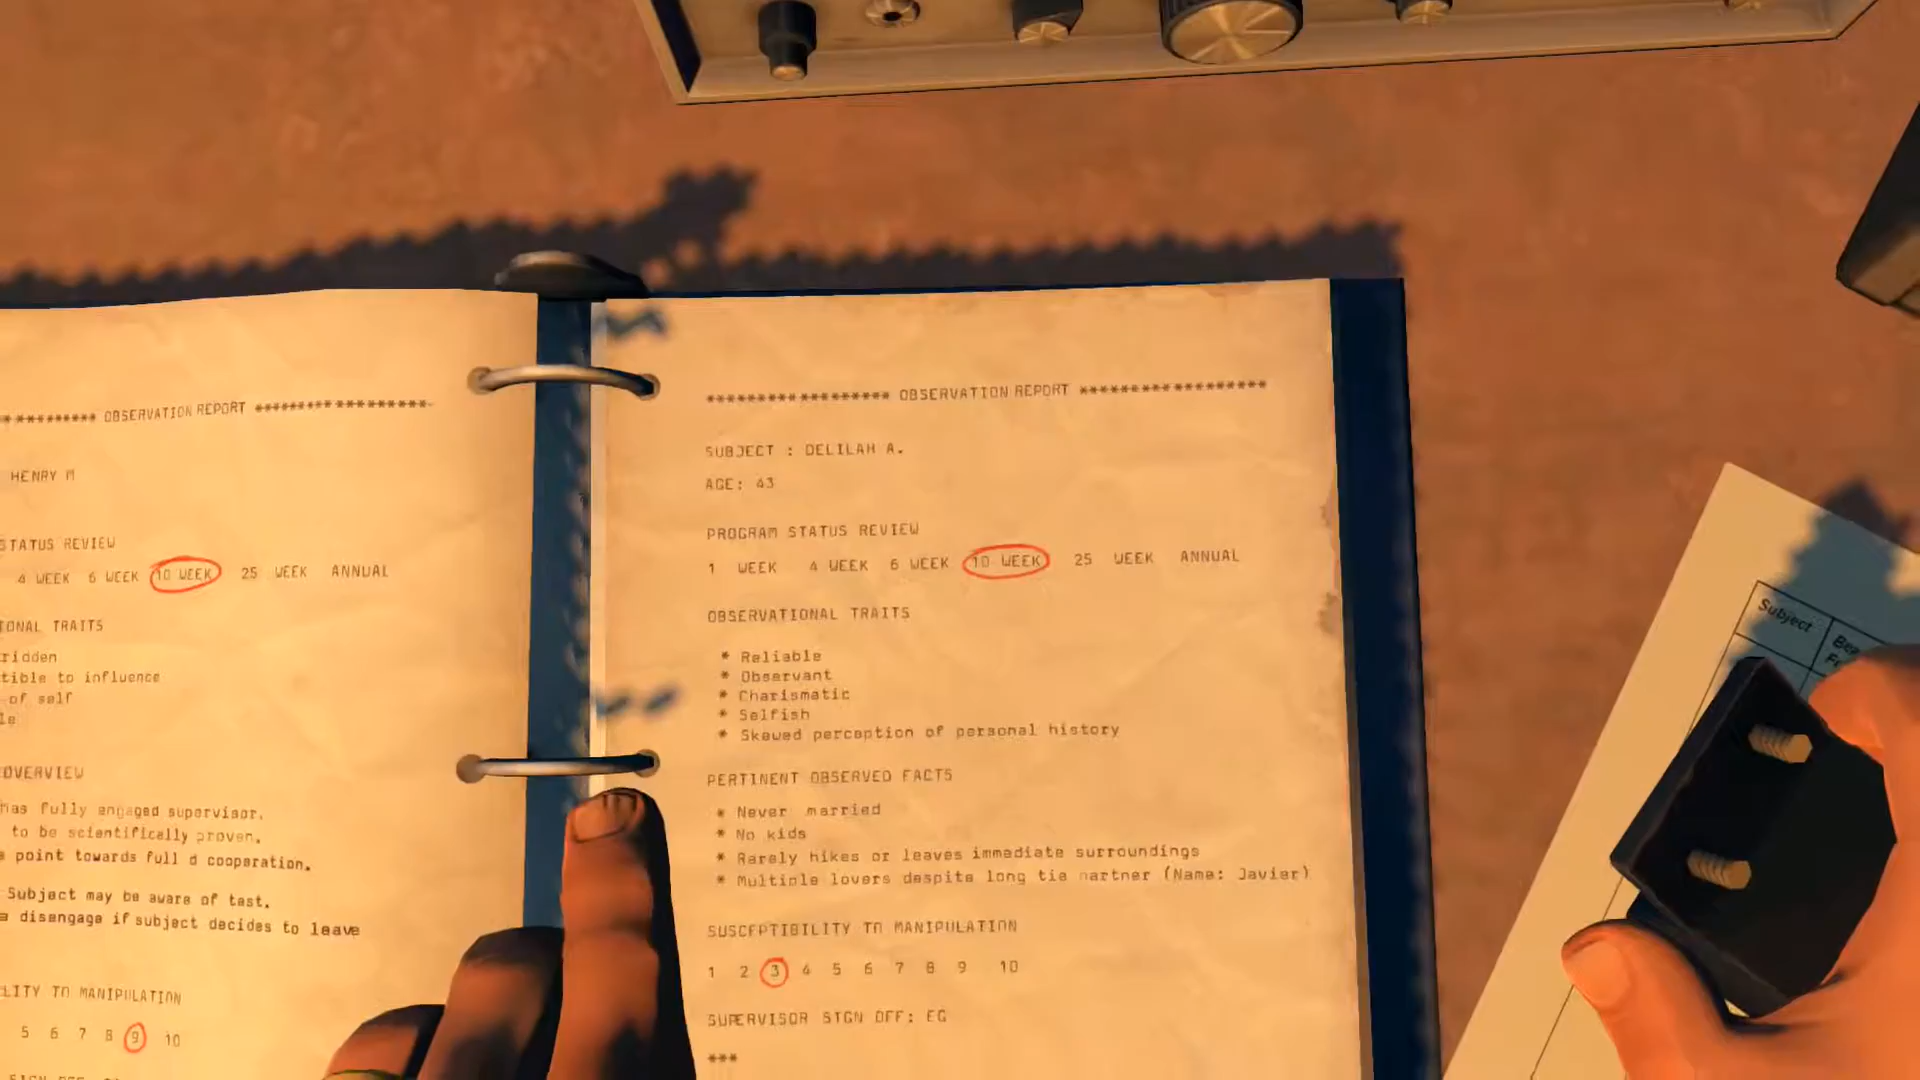 ********* OBSERVATION REPORT *****************
HENRY M
STATUS REVIEW
4 WEEK 6 WEEK 10 WEEK 25 WEEK ANNUAL
IONAL TRAITS
ridden
tible to influence
of self
le
OVERVIEW
has fully engaged supervisor.
to be scientifically proven.
point towards full d cooperation.
Subject may be aware of test.
disengage if subject decides to leave
LITY TO MANIPULATION
5 6 7 8 9 10
***************** OBSERVATION REPORT *****************
SUBJECT : DELILAH A.
AGE: 43
PROGRAM STATUS REVIEW
1 WEEK 4 WEEK 6 WEEK 10 WEEK 25 WEEK ANNUAL
OBSERVATIONAL TRAITS
* Reliable
* Observant
* Charismatic
* Selfish
* Skewed perception of personal history
PERTINENT OBSERVED FACTS
* Never married
* No kids
* Rarely hikes or leaves immediate surroundings
* Multiple lovers despite long tie partner (Name: Javier)
SUSCEPTIBILITY TO MANIPULATION
1 2 3 4 5 6 7 8 9 10
SUPERVISOR SIGN OFF: EG
***
Subject